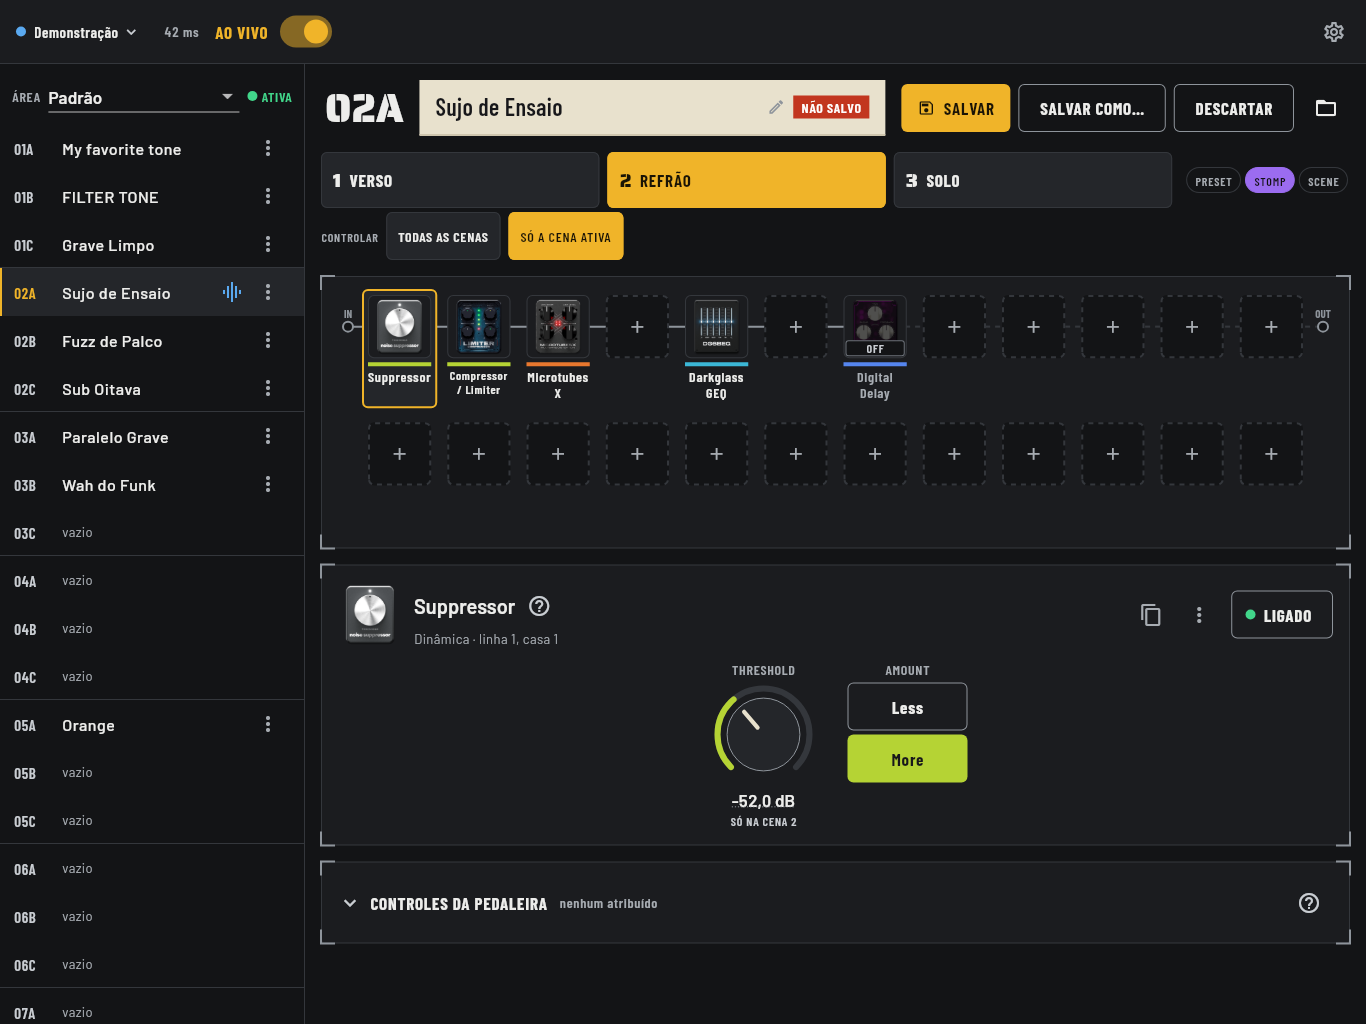 Demonstração
42 ms
AO VIVO
ÁREA Padrão
ATIVA
01A My favorite tone
01B FILTER TONE
01C Grave Limpo
02A Sujo de Ensaio
02B Fuzz de Palco
02C Sub Oitava
03A Paralelo Grave
03B Wah do Funk
03C vazio
04A vazio
04B vazio
04C vazio
05A Orange
05B vazio
05C vazio
06A vazio
06B vazio
06C vazio
07A vazio
02A
Sujo de Ensaio
NÃO SALVO
SALVAR
SALVAR COMO...
DESCARTAR
1 VERSO
2 REFRÃO
3 SOLO
PRESET
STOMP
SCENE
CONTROLAR
TODAS AS CENAS
SÓ A CENA ATIVA
IN
Suppressor
LIMITER
Compressor
/ Limiter
Microtubes
X
Darkglass
GEQ
OFF
Digital
Delay
OUT
noise suppressor
Suppressor
Dinâmica · linha 1, casa 1
LIGADO
THRESHOLD
-52,0 dB
SÓ NA CENA 2
AMOUNT
Less
More
CONTROLES DA PEDALEIRA
nenhum atribuído